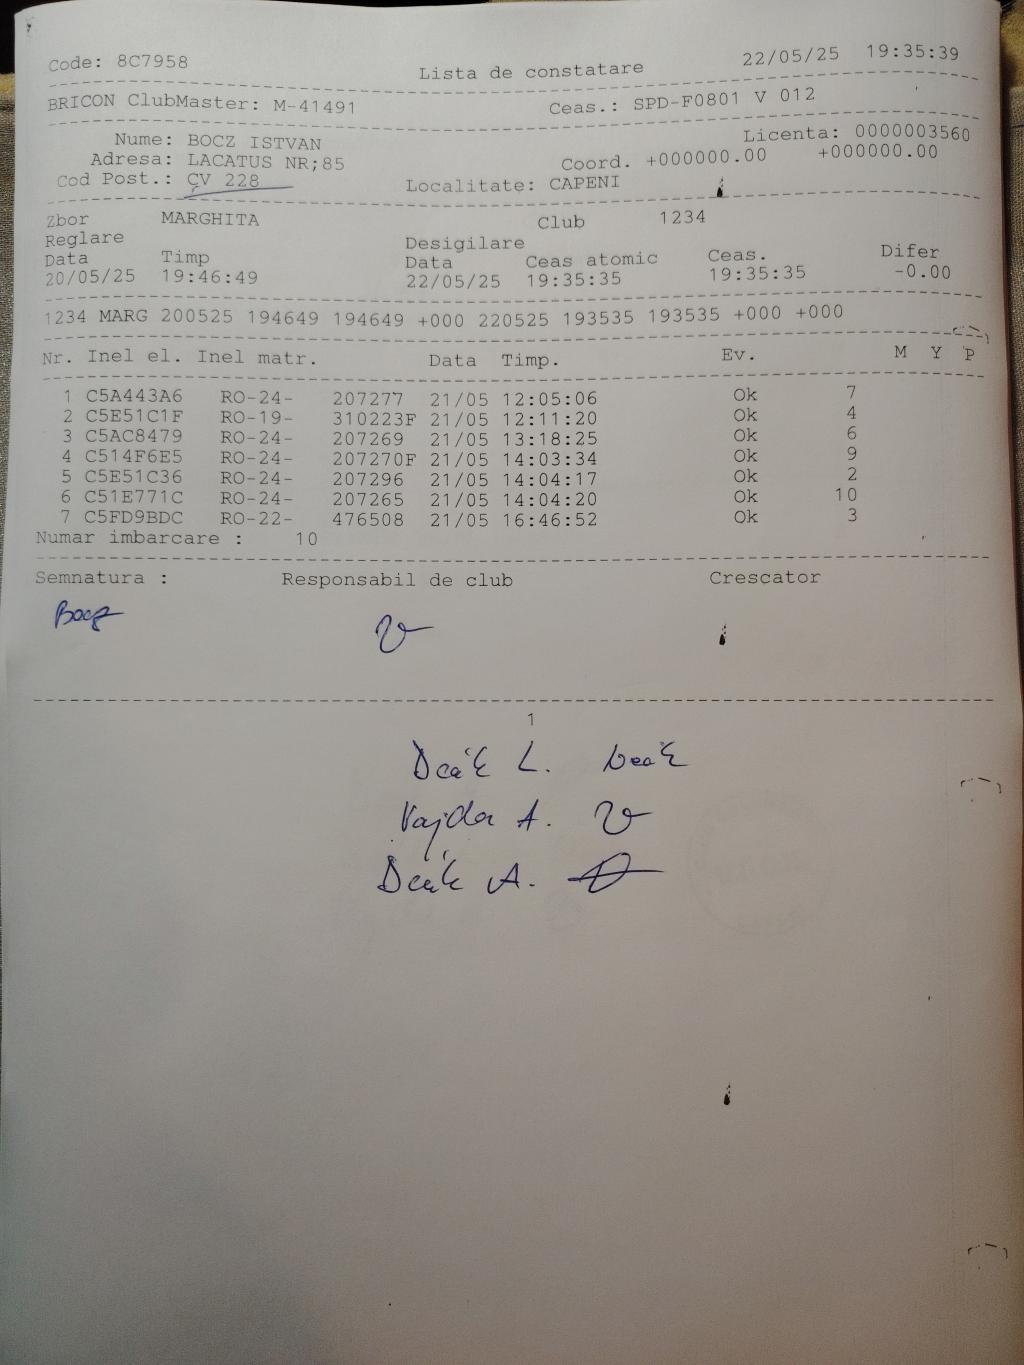 Code: 8C7958 Lista de constatare 22/05/25 19:35:39
BRICON ClubMaster: M-41491 Ceas.: SPD-F0801 V 012
Nume: BOCZ ISTVAN Licenta: 0000003560
Adresa: LACATUS NR;85 Coord. +000000.00 +000000.00
Cod Post.: CV 228 Localitate: CAPENI
Zbor MARGHITA Club 1234
Reglare Desigilare
Data Timp Data Ceas atomic Ceas. Difer
20/05/25 19:46:49 22/05/25 19:35:35 19:35:35 -0.00
1234 MARG 200525 194649 194649 +000 220525 193535 193535 +000 +000
Nr. Inel el. Inel matr. Data Timp. Ev. M Y P
1 C5A443A6 RO-24- 207277 21/05 12:05:06 Ok 7
2 C5E51C1F RO-19- 310223F 21/05 12:11:20 Ok 4
3 C5AC8479 RO-24- 207269 21/05 13:18:25 Ok 6
4 C514F6E5 RO-24- 207270F 21/05 14:03:34 Ok 9
5 C5E51C36 RO-24- 207296 21/05 14:04:17 Ok 2
6 C51E771C RO-24- 207265 21/05 14:04:20 Ok 10
7 C5FD9BDC RO-22- 476508 21/05 16:46:52 Ok 3
Numar imbarcare : 10
Semnatura : Responsabil de club Crescator
Bocz
1
Deák L. Deák
Vajda A.
Deák A.